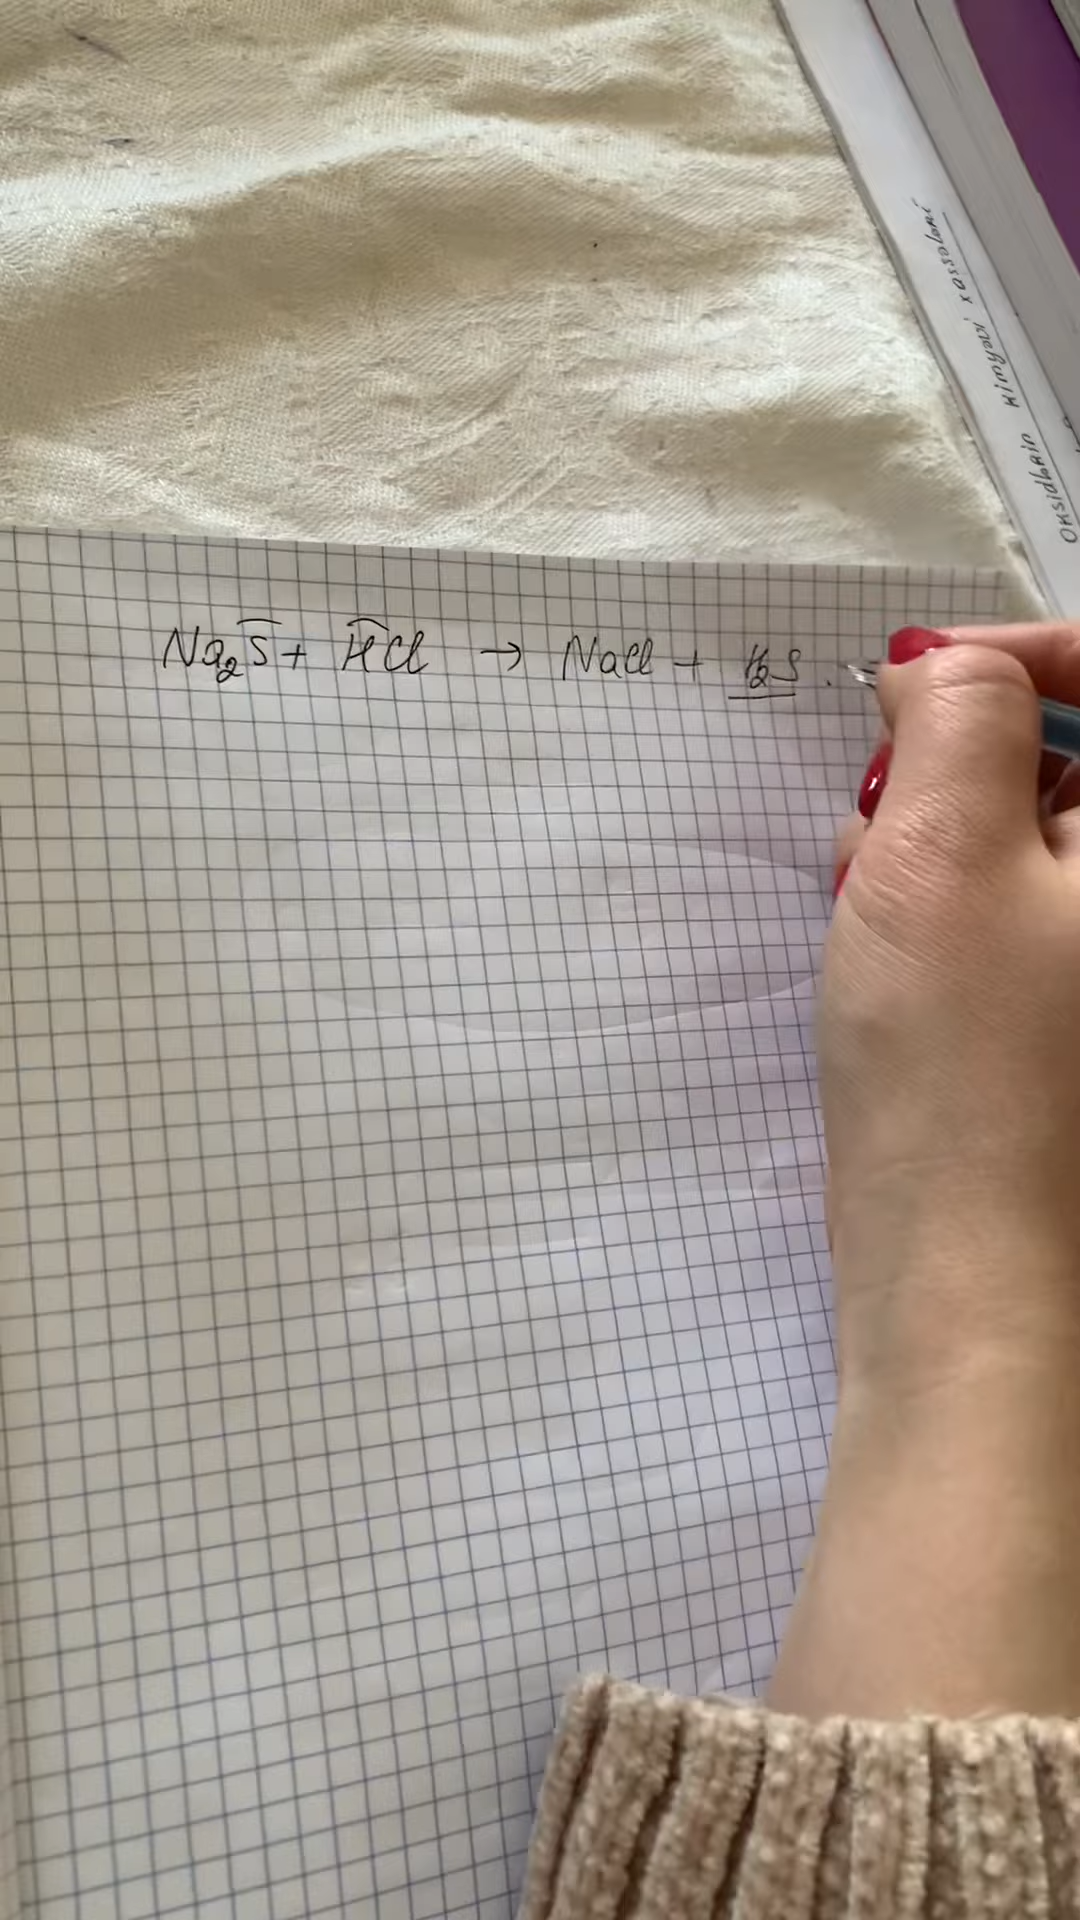 Na₂S + HCl → NaCl + H₂S .
Oksidlərin kimyəvi xassələri